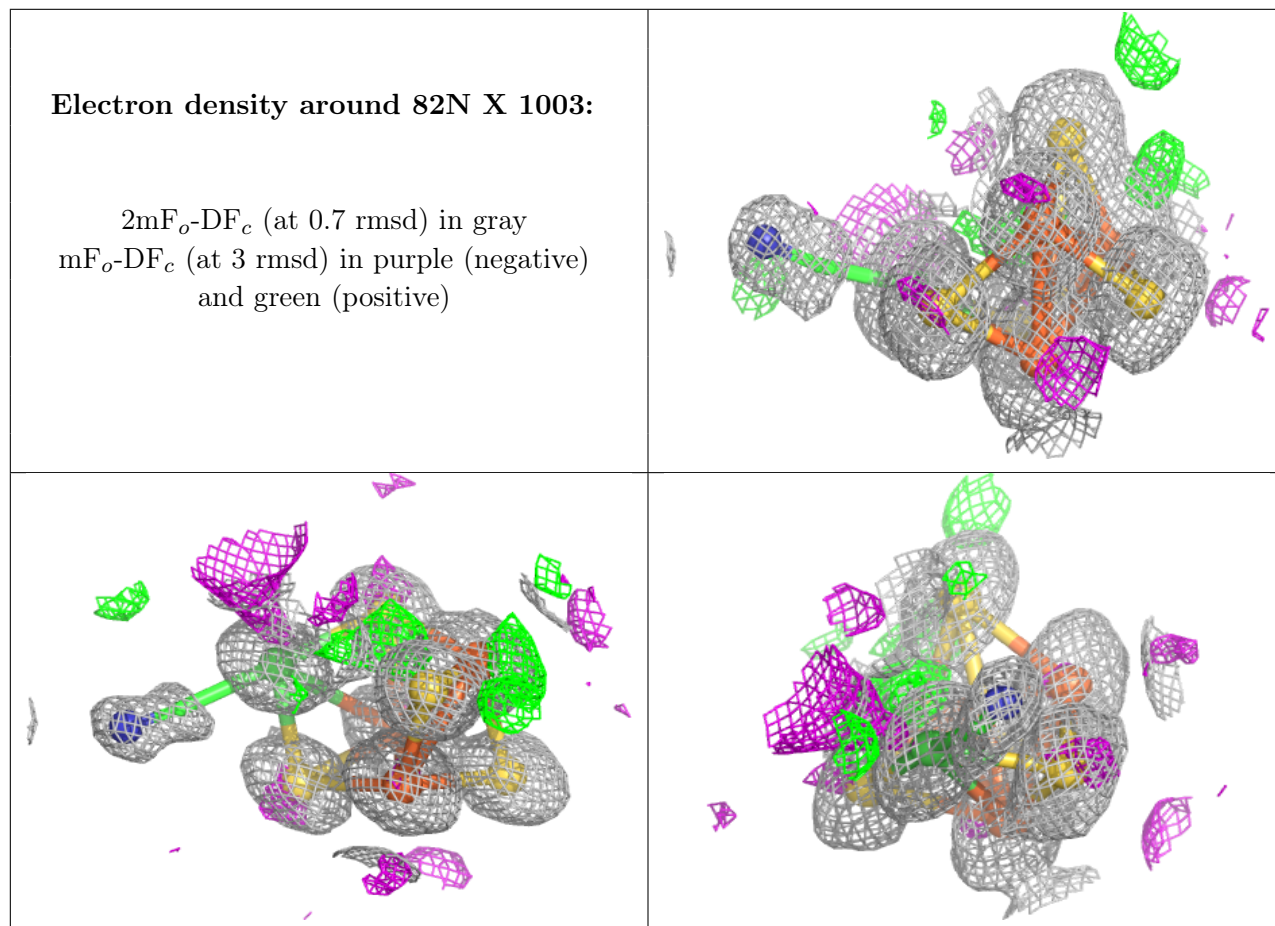 Electron density around 82N X 1003:
2mFo-DFc (at 0.7 rmsd) in gray
mFo-DFc (at 3 rmsd) in purple (negative)
and green (positive)